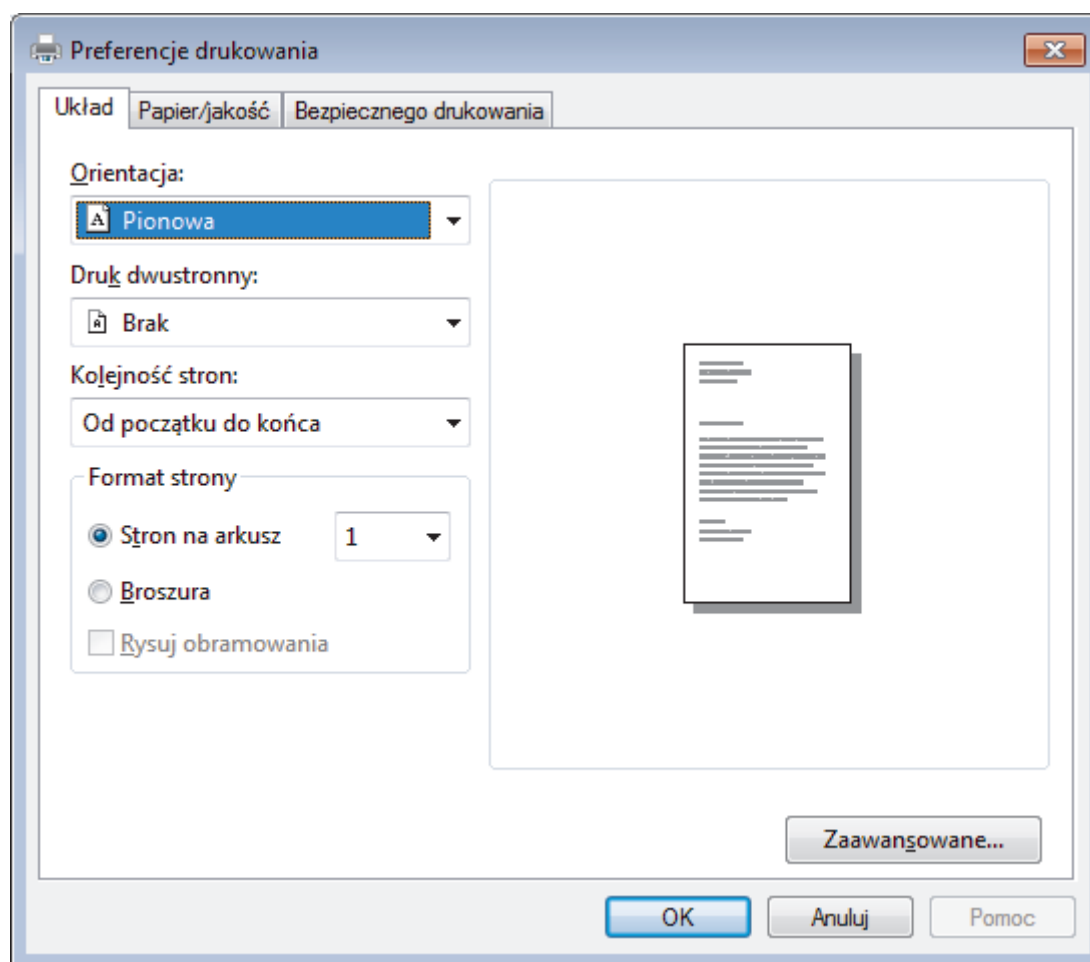 Preferencje drukowania
Układ
Papier/jakość
Bezpiecznego drukowania
Orientacja:
A Pionowa
Druk dwustronny:
A Brak
Kolejność stron:
Od początku do końca
Format strony
Stron na arkusz 1
Broszura
Rysuj obramowania
Zaawansowane...
OK
Anuluj
Pomoc